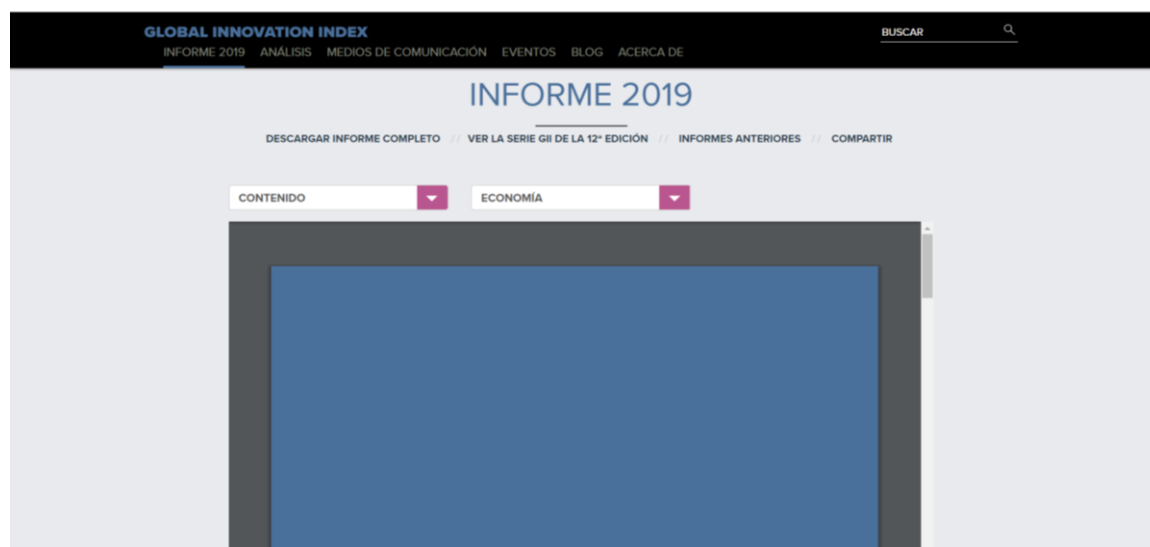 GLOBAL INNOVATION INDEX
BUSCAR
INFORME 2019 ANÁLISIS MEDIOS DE COMUNICACIÓN EVENTOS BLOG ACERCA DE
INFORME 2019
DESCARGAR INFORME COMPLETO // VER LA SERIE GII DE LA 12ª EDICIÓN // INFORMES ANTERIORES // COMPARTIR
CONTENIDO
ECONOMÍA